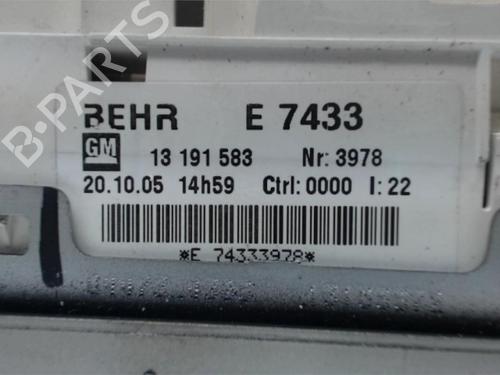 B-PARTS
BEHR E 7433
GM 13 191 583 Nr: 3978
20.10.05 14h59 Ctrl: 0000 I: 22
*E 74333978*